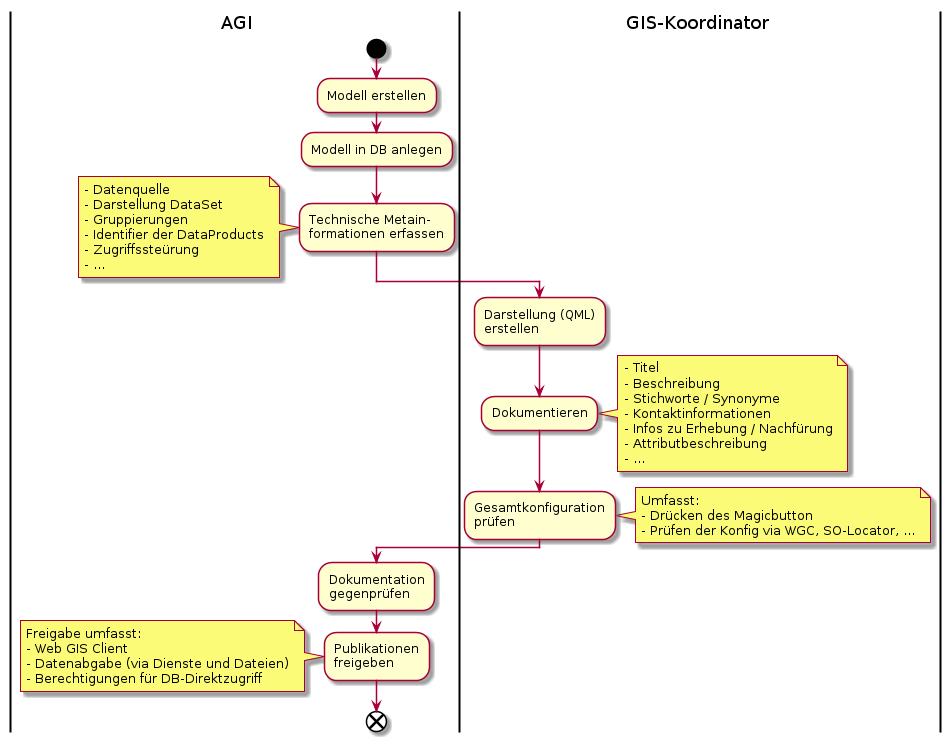 AGI
GIS-Koordinator
Modell erstellen
Modell in DB anlegen
- Datenquelle
- Darstellung DataSet
- Gruppierungen
- Identifier der DataProducts
- Zugriffssteürung
- ...
Technische Metain-
formationen erfassen
Darstellung (QML)
erstellen
- Titel
- Beschreibung
- Stichworte / Synonyme
- Kontaktinformationen
- Infos zu Erhebung / Nachfürung
- Attributbeschreibung
- ...
Dokumentieren
Gesamtkonfiguration
prüfen
Umfasst:
- Drücken des Magicbutton
- Prüfen der Konfig via WGC, SO-Locator, ...
Dokumentation
gegenprüfen
Freigabe umfasst:
- Web GIS Client
- Datenabgabe (via Dienste und Dateien)
- Berechtigungen für DB-Direktzugriff
Publikationen
freigeben